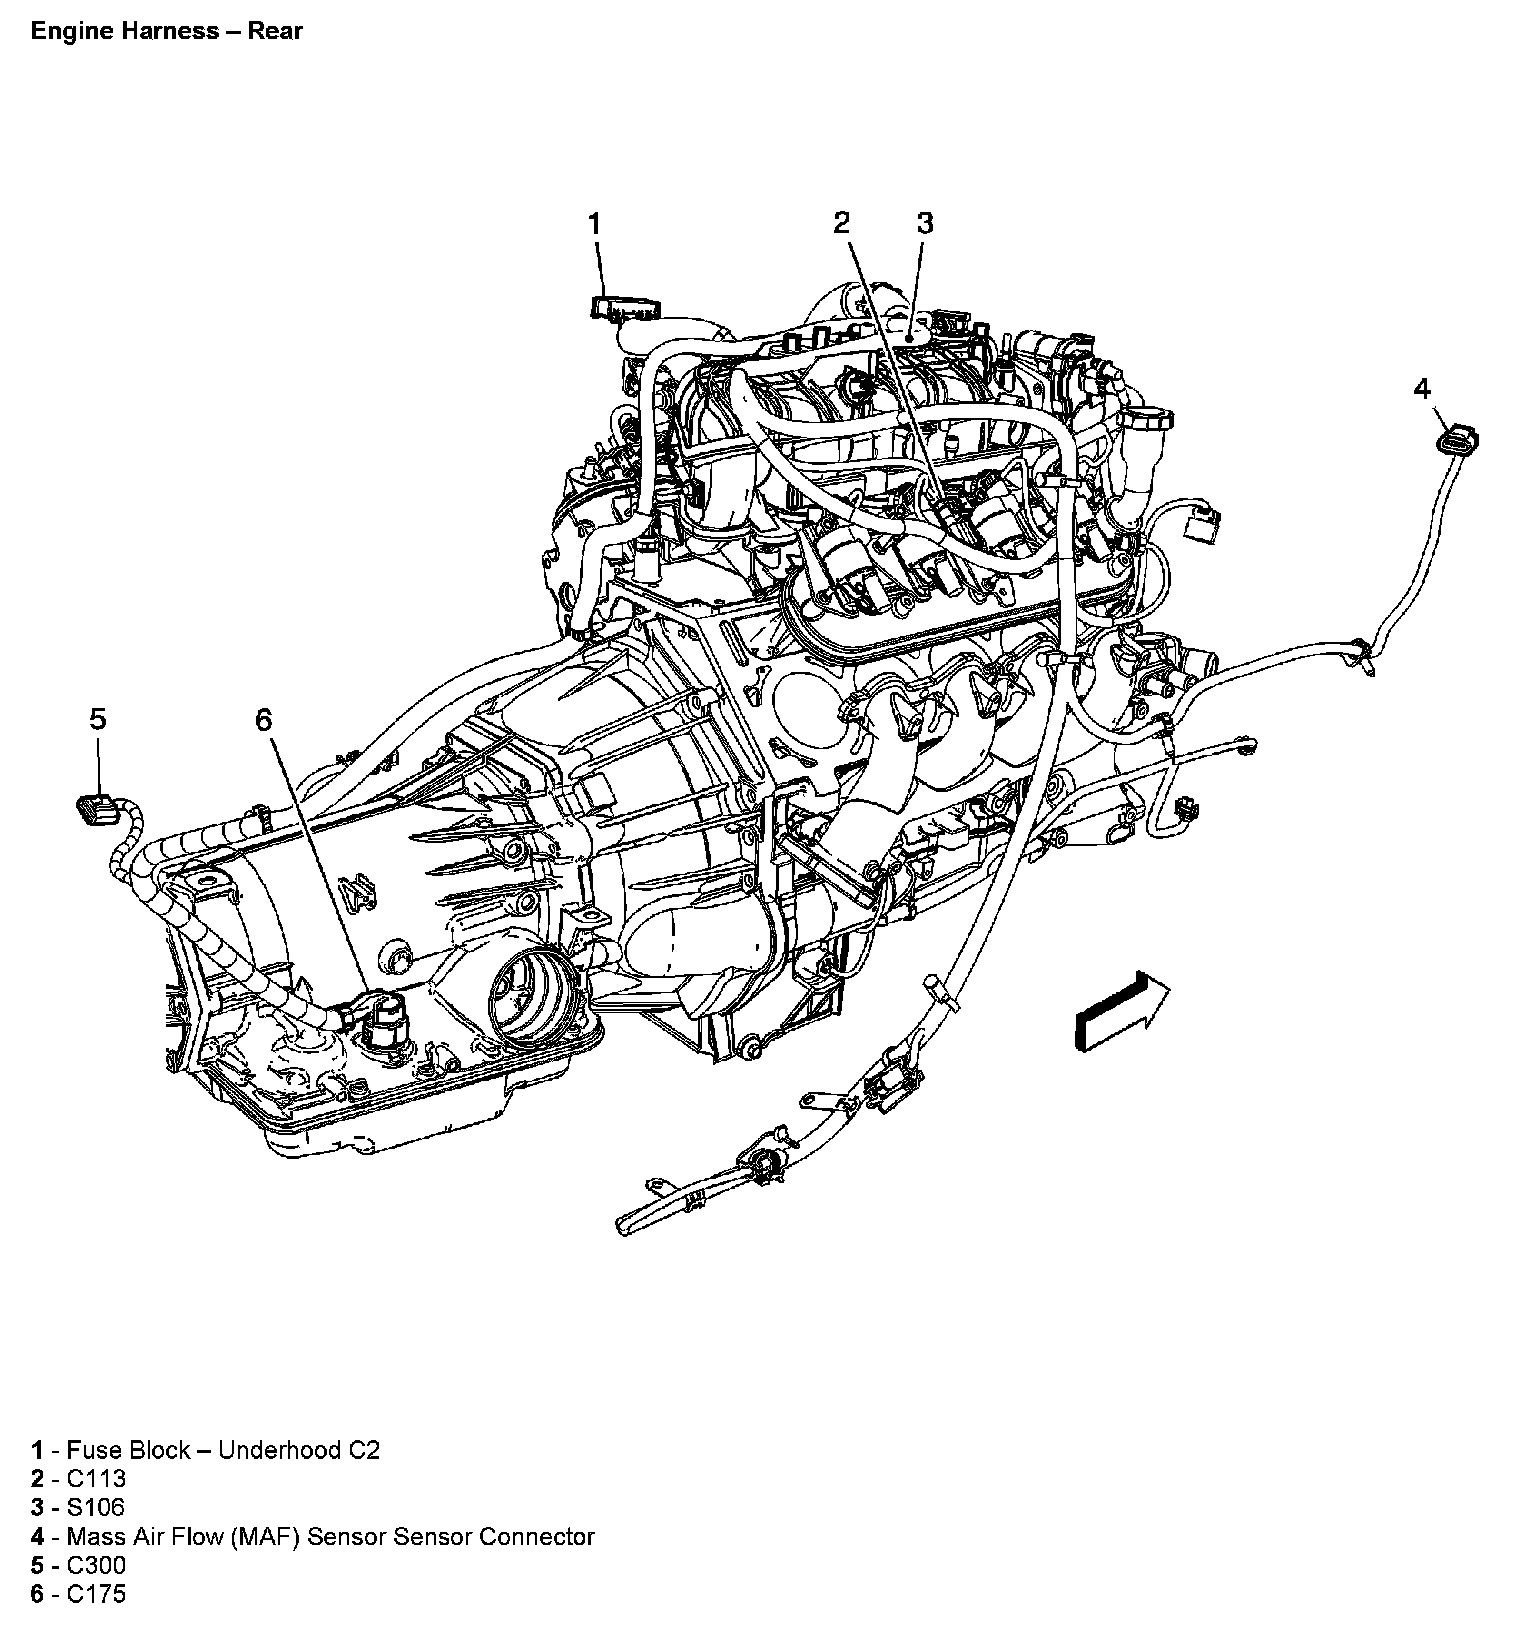 Engine Harness – Rear
1
2
3
4
5
6
1 - Fuse Block – Underhood C2
2 - C113
3 - S106
4 - Mass Air Flow (MAF) Sensor Sensor Connector
5 - C300
6 - C175